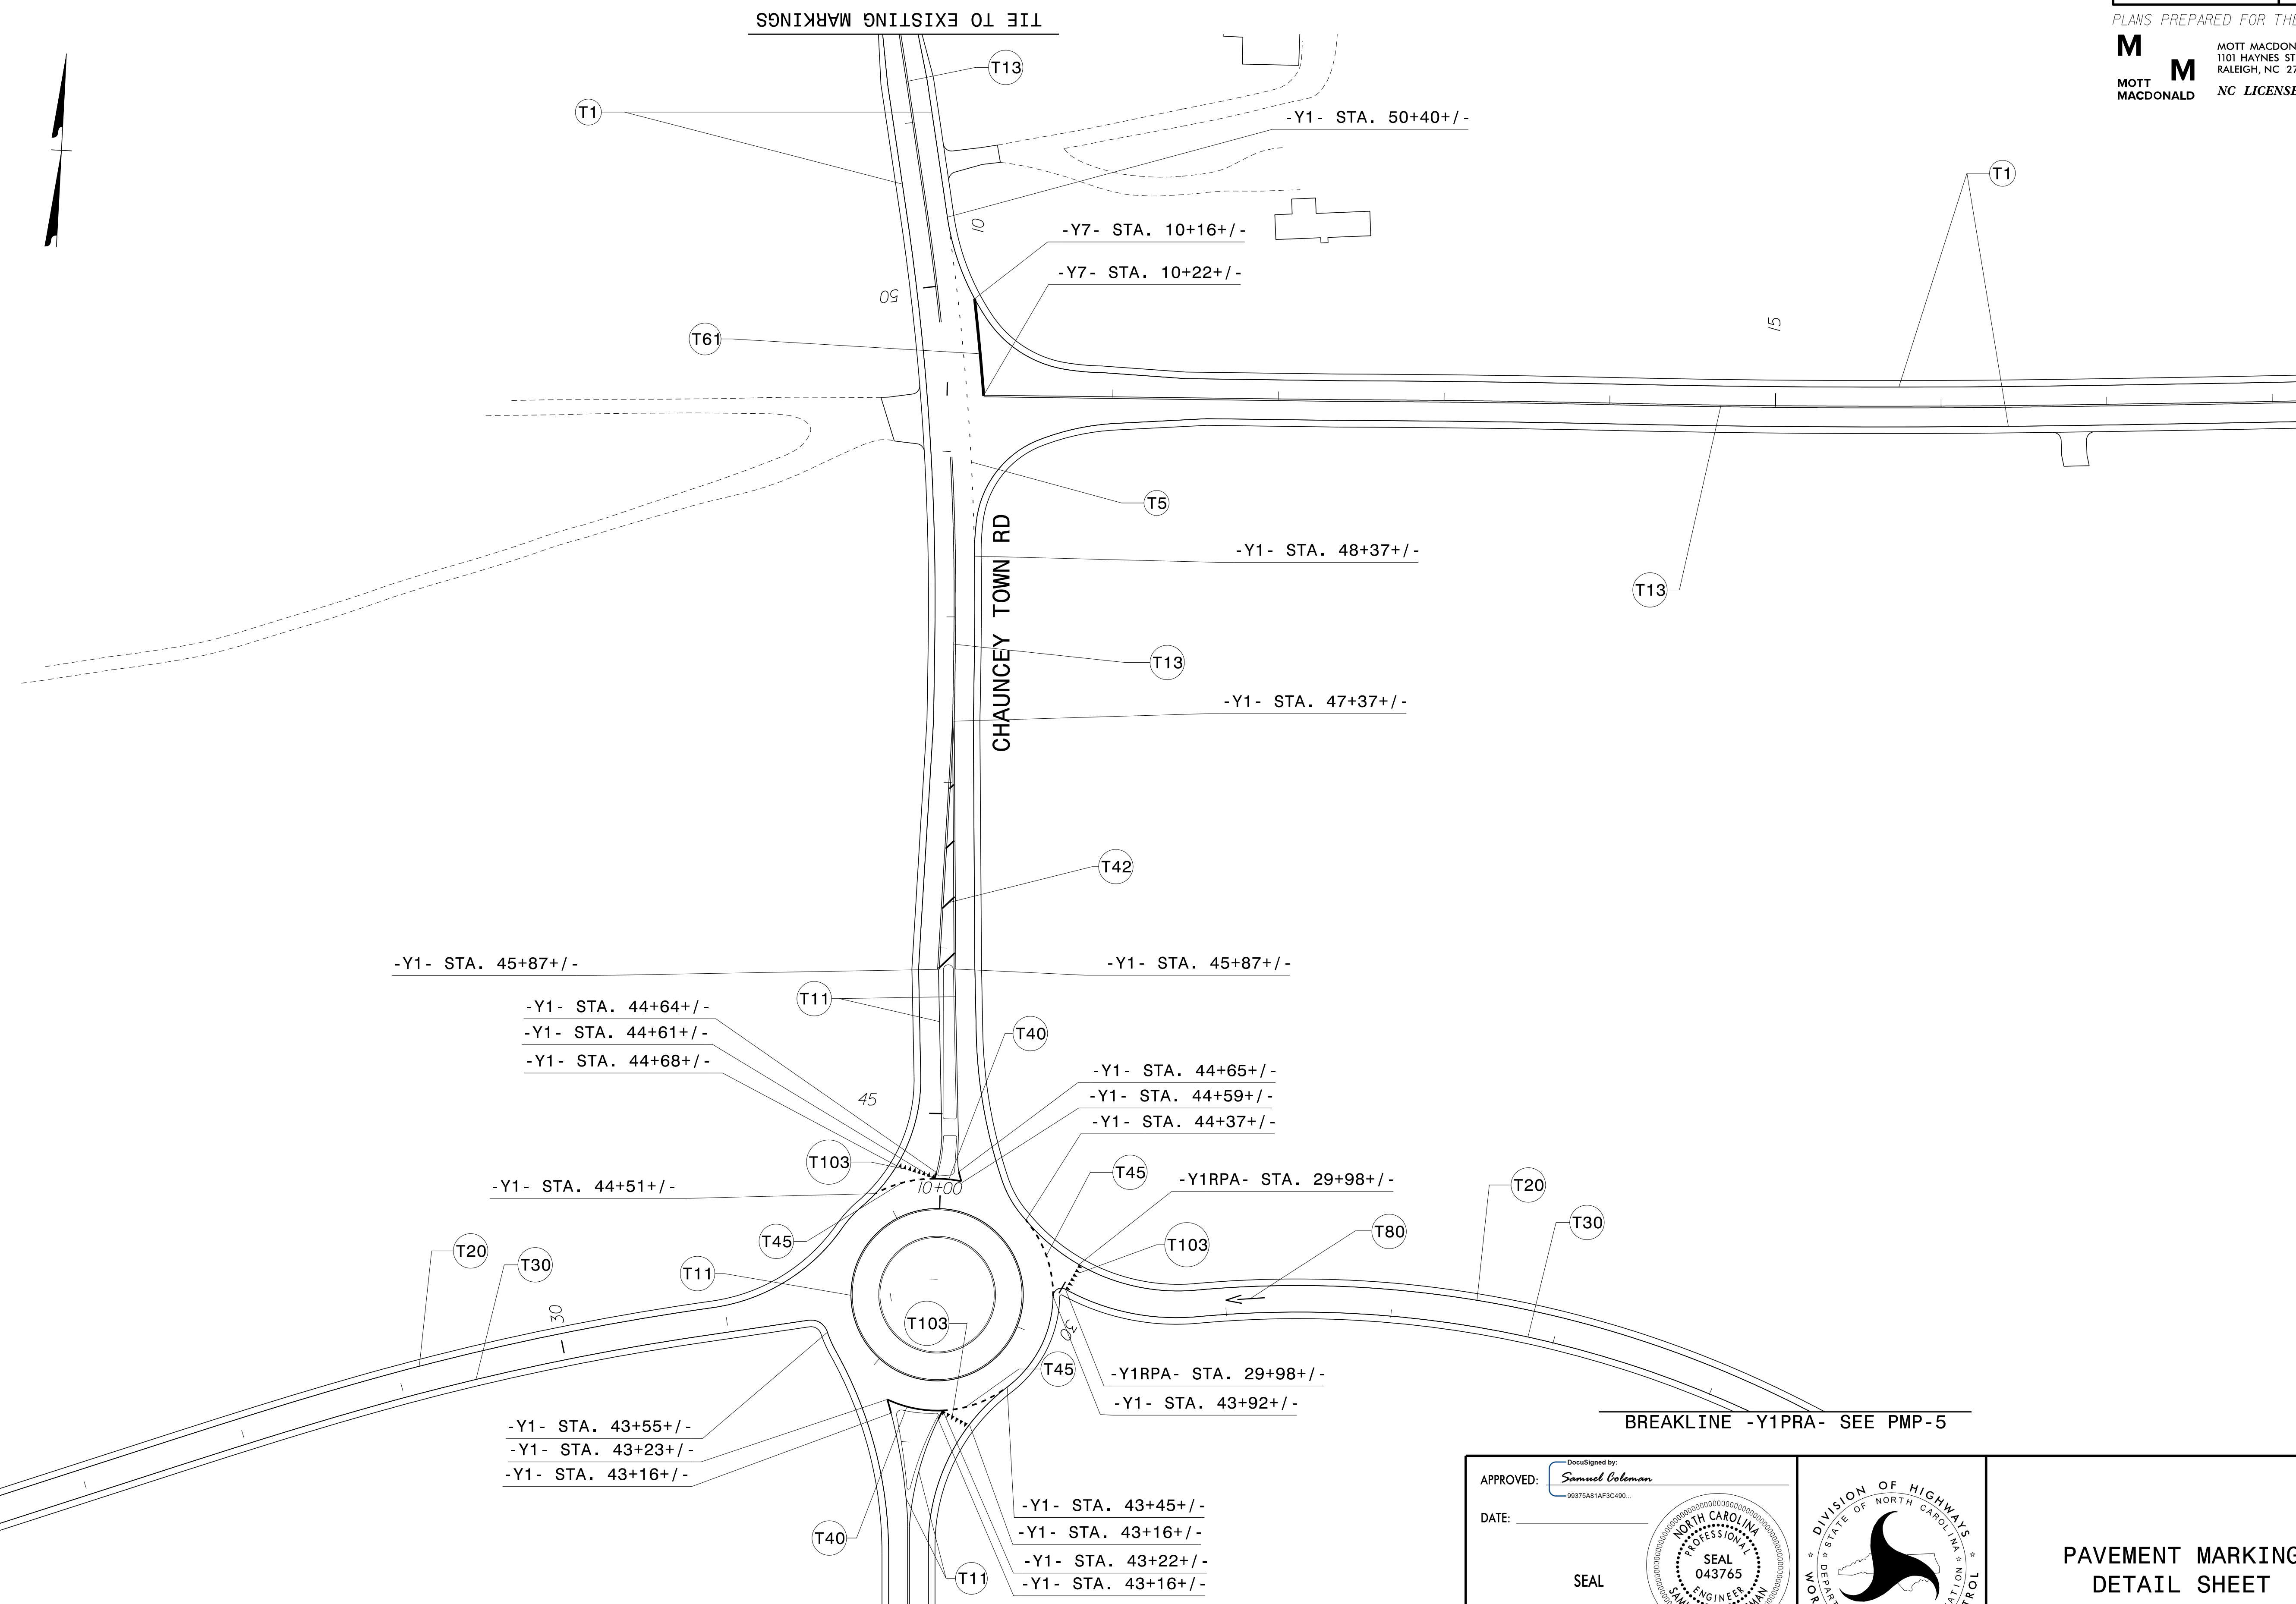 TIE TO EXISTING MARKINGS
PLANS PREPARED FOR THE
M
M
MOTT
MACDONALD
MOTT MACDON
1101 HAYNES ST
RALEIGH, NC 27
NC LICENSE
T13
T1
-Y1- STA. 50+40+/-
T1
10
-Y7- STA. 10+16+/-
-Y7- STA. 10+22+/-
50
T61
15
T5
-Y1- STA. 48+37+/-
CHAUNCEY TOWN RD
T13
T13
-Y1- STA. 47+37+/-
T42
-Y1- STA. 45+87+/-
-Y1- STA. 45+87+/-
T11
-Y1- STA. 44+64+/-
-Y1- STA. 44+61+/-
-Y1- STA. 44+68+/-
T40
-Y1- STA. 44+65+/-
-Y1- STA. 44+59+/-
-Y1- STA. 44+37+/-
45
T103
T45
-Y1- STA. 44+51+/-
10+00
-Y1RPA- STA. 29+98+/-
T20
T30
T80
T103
T45
T20
T30
T11
30
T103
30
T45
-Y1RPA- STA. 29+98+/-
-Y1- STA. 43+92+/-
BREAKLINE -Y1PRA- SEE PMP-5
-Y1- STA. 43+55+/-
-Y1- STA. 43+23+/-
-Y1- STA. 43+16+/-
-Y1- STA. 43+45+/-
-Y1- STA. 43+16+/-
-Y1- STA. 43+22+/-
-Y1- STA. 43+16+/-
T40
T11
APPROVED:
DocuSigned by:
Samuel Coleman
99375A81AF3C490...
DATE:
SEAL
NORTH CAROLINA
PROFESSIONAL
SEAL
043765
ENGINEER
DIVISION OF HIGHWAYS
STATE OF NORTH CAROLINA
PAVEMENT MARKING
DETAIL SHEET